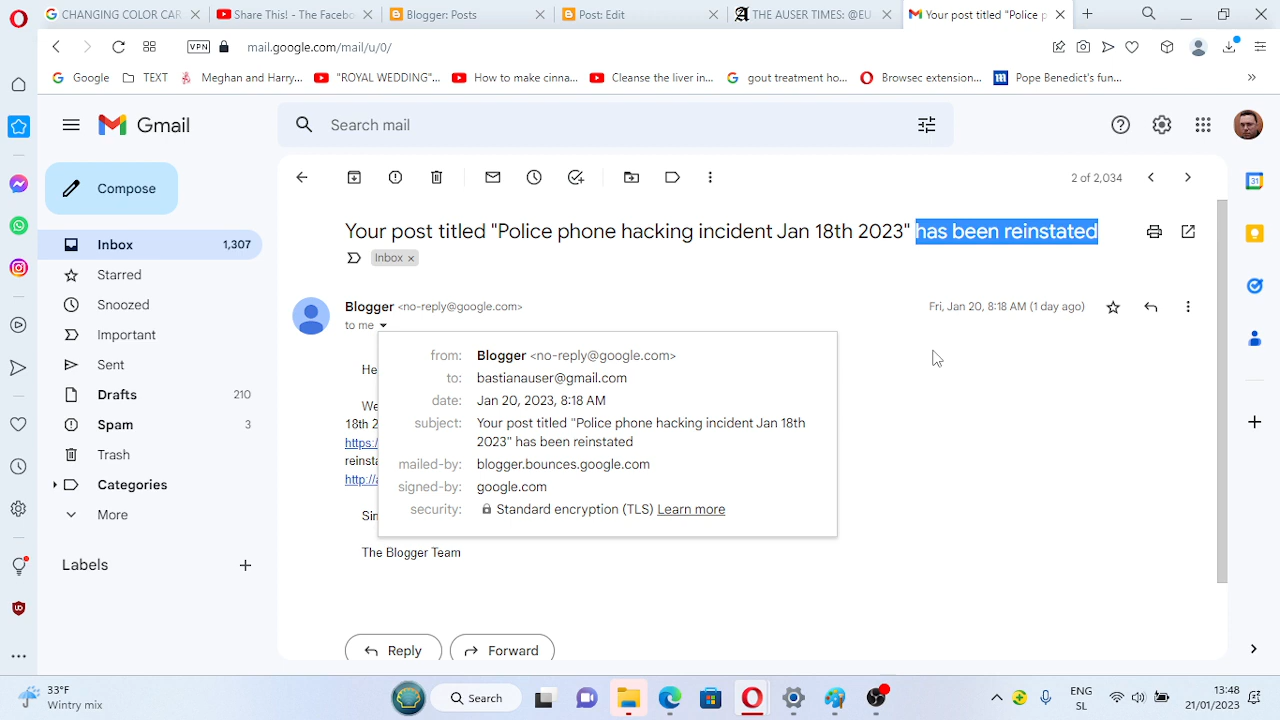 CHANGING COLOR CAR
Share This! - The Faceb
Blogger: Posts
Post: Edit
THE AUSER TIMES: @EU
Your post titled "Police p
VPN
mail.google.com/mail/u/0/
Google
TEXT
Meghan and Harry...
"ROYAL WEDDING"...
How to make cinna...
Cleanse the liver in...
gout treatment ho...
Browsec extension...
Pope Benedict's fun...
Gmail
Search mail
Compose
2 of 2,034
Your post titled "Police phone hacking incident Jan 18th 2023" has been reinstated
Inbox 1,307
Inbox
Starred
Snoozed
Blogger <no-reply@google.com>
Fri, Jan 20, 8:18 AM (1 day ago)
to me
Important
Sent
Drafts 210
Spam 3
Trash
Categories
More
Labels
from: Blogger <no-reply@google.com>
to: bastianauser@gmail.com
date: Jan 20, 2023, 8:18 AM
subject: Your post titled "Police phone hacking incident Jan 18th
2023" has been reinstated
mailed-by: blogger.bounces.google.com
signed-by: google.com
security: Standard encryption (TLS) Learn more
He
We
18th 2
https:/
reinsta
http://a
Sin
The Blogger Team
Reply
Forward
33°F
Wintry mix
Search
ENG
SL
13:48
21/01/2023